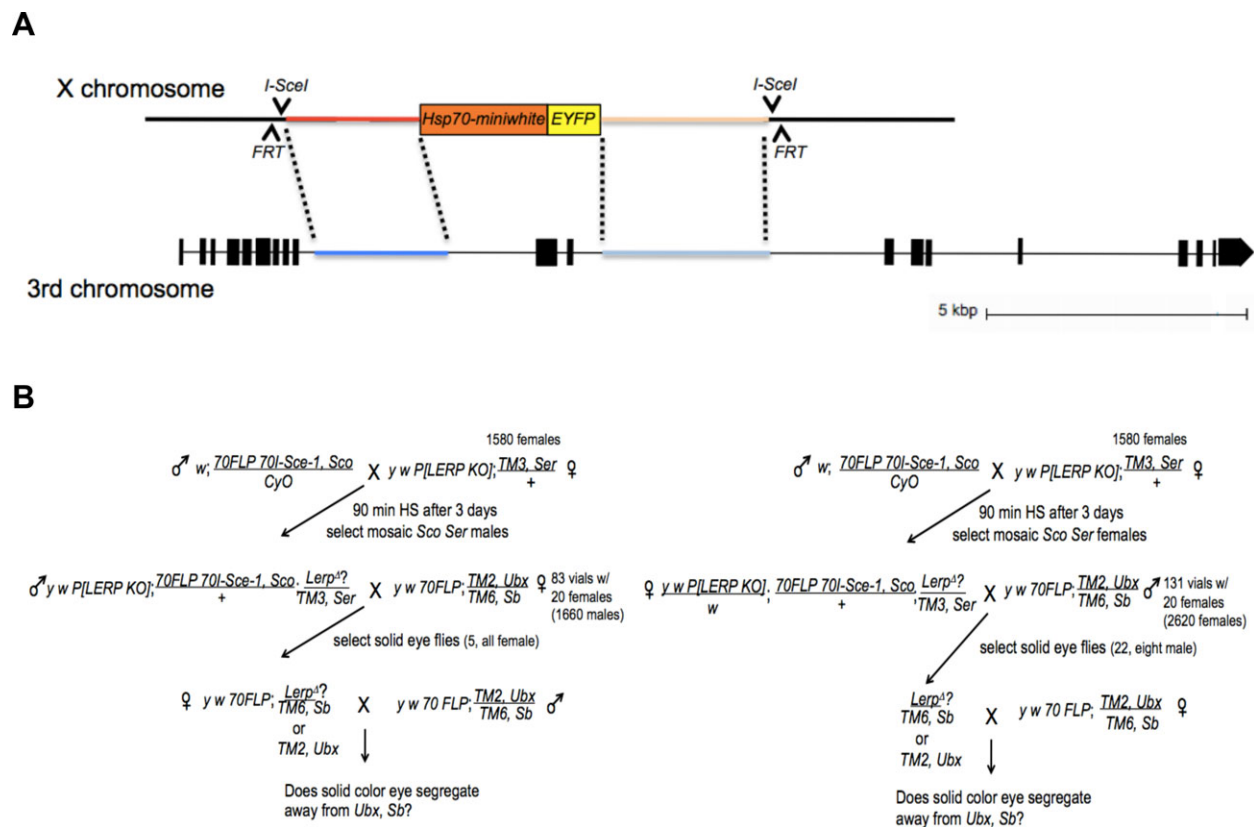 A
X chromosome
I-SceI
I-SceI
Hsp70-miniwhite EYFP
FRT
FRT
3rd chromosome
5 kbp
B
1580 females
♂ w; 70FLP 70I-Sce-1, Sco X y w P[LERP KO]; TM3, Ser ♀
CyO +
90 min HS after 3 days
select mosaic Sco Ser males
♂ y w P[LERP KO]; 70FLP 70I-Sce-1, Sco; LerpΔ? X y w 70FLP; TM2, Ubx ♀ 83 vials w/
+ TM3, Ser TM6, Sb 20 females
(1660 males)
select solid eye flies (5, all female)
♀ y w 70FLP; LerpΔ? X y w 70 FLP; TM2, Ubx ♂
TM6, Sb TM6, Sb
or
TM2, Ubx
Does solid color eye segregate
away from Ubx, Sb?
1580 females
♂ w; 70FLP 70I-Sce-1, Sco X y w P[LERP KO]; TM3, Ser ♀
CyO +
90 min HS after 3 days
select mosaic Sco Ser females
♀ y w P[LERP KO]; 70FLP 70I-Sce-1, Sco; LerpΔ? X y w 70FLP; TM2, Ubx ♂ 131 vials w/
w + TM3, Ser TM6, Sb 20 females
(2620 females)
select solid eye flies (22, eight male)
LerpΔ? X y w 70 FLP; TM2, Ubx ♀
TM6, Sb TM6, Sb
or
TM2, Ubx
Does solid color eye segregate
away from Ubx, Sb?